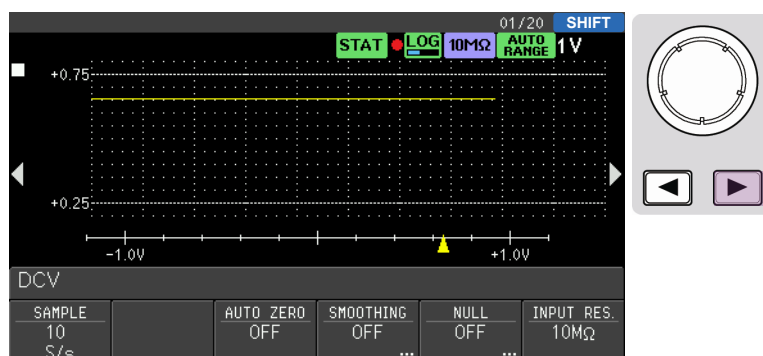 01/20 SHIFT
STAT LOG 10MΩ AUTO RANGE 1V
+0.75
+0.25
-1.0V +1.0V
DCV
SAMPLE AUTO ZERO SMOOTHING NULL INPUT RES.
10 OFF OFF OFF 10MΩ
S/s ... ...